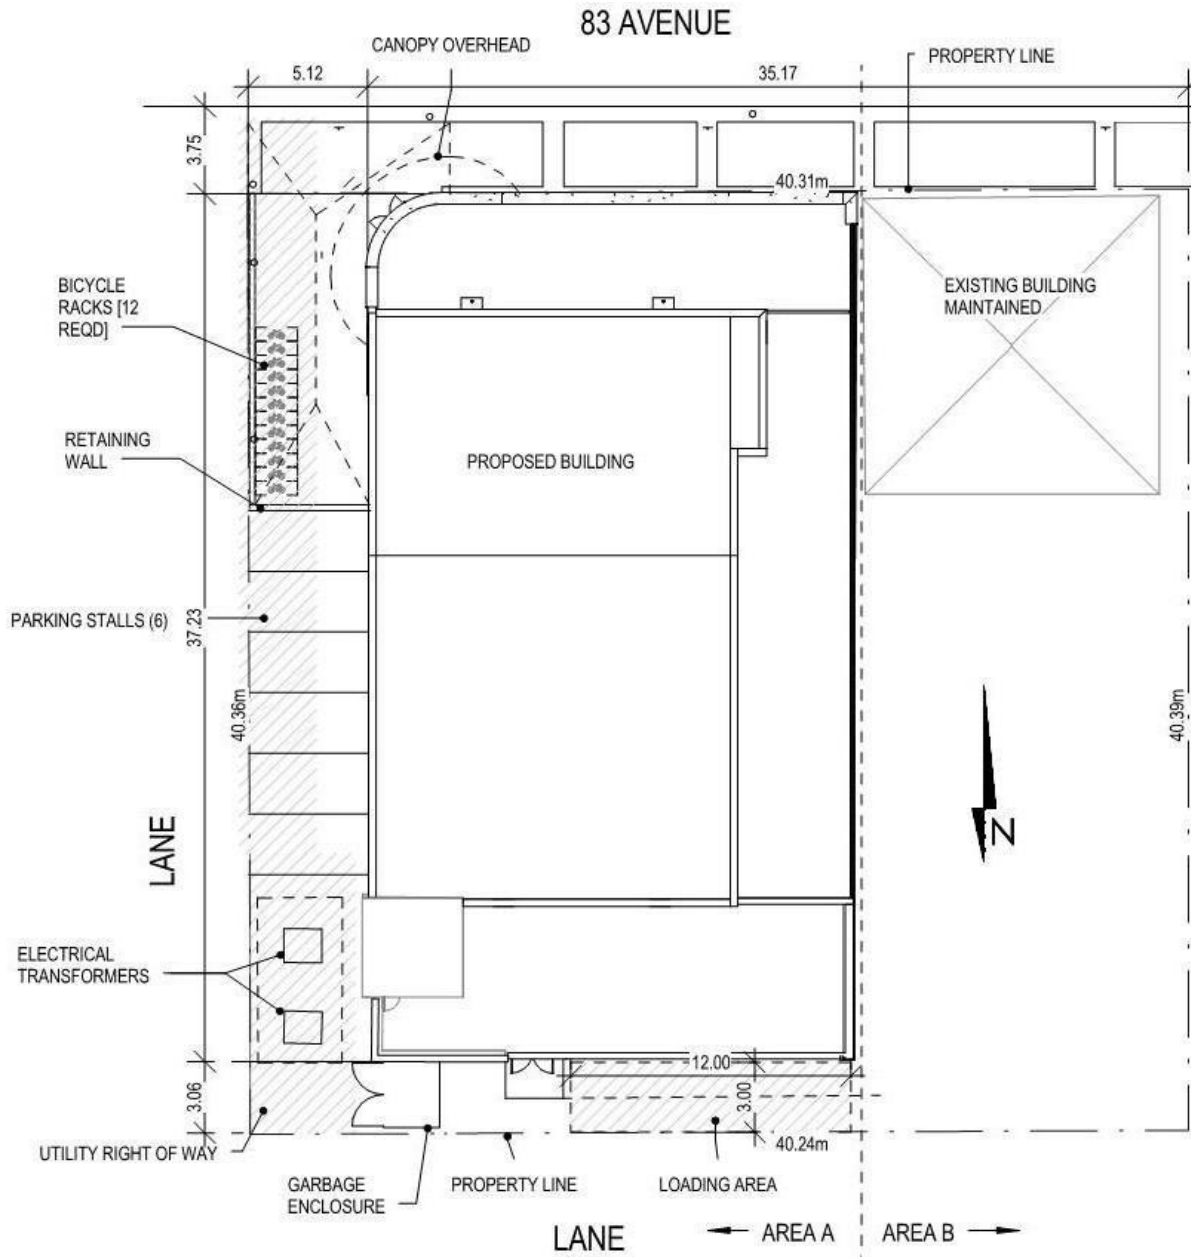 83 AVENUE
CANOPY OVERHEAD
PROPERTY LINE
5.12
35.17
3.75
40.31m
BICYCLE
RACKS [12
REQD]
EXISTING BUILDING
MAINTAINED
RETAINING
WALL
PROPOSED BUILDING
PARKING STALLS (6)
37.23
40.36m
40.39m
N
LANE
ELECTRICAL
TRANSFORMERS
12.00
3.06
3.00
40.24m
UTILITY RIGHT OF WAY
GARBAGE
ENCLOSURE
PROPERTY LINE
LOADING AREA
LANE
AREA A
AREA B